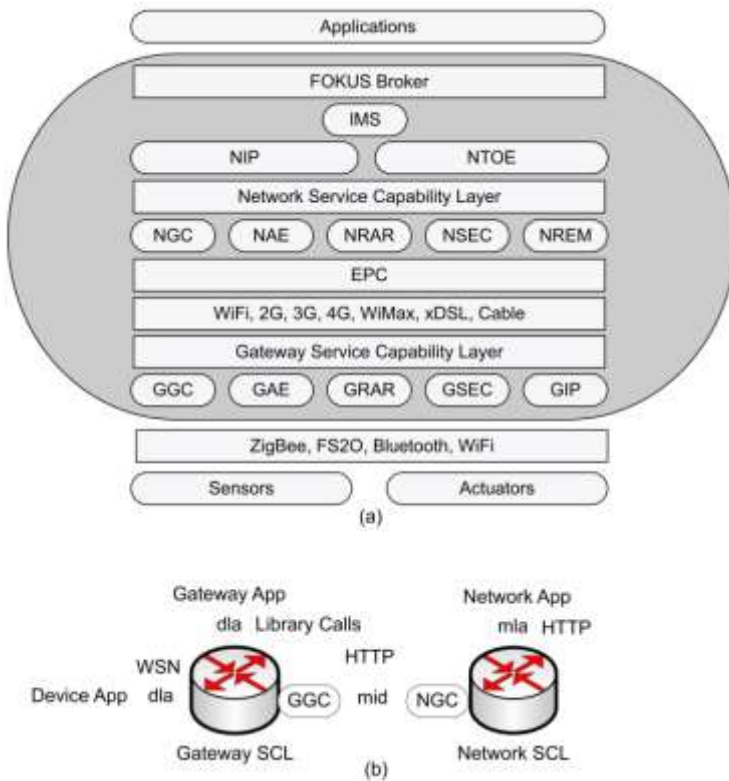 Applications
FOKUS Broker
IMS
NIP NTOE
Network Service Capability Layer
NGC NAE NRAR NSEC NREM
EPC
WiFi, 2G, 3G, 4G, WiMax, xDSL, Cable
Gateway Service Capability Layer
GGC GAE GRAR GSEC GIP
ZigBee, FS2O, Bluetooth, WiFi
Sensors Actuators
(a)
Gateway App Network App
dla Library Calls mla HTTP
WSN HTTP
Device App dla GGC mid NGC
Gateway SCL Network SCL
(b)